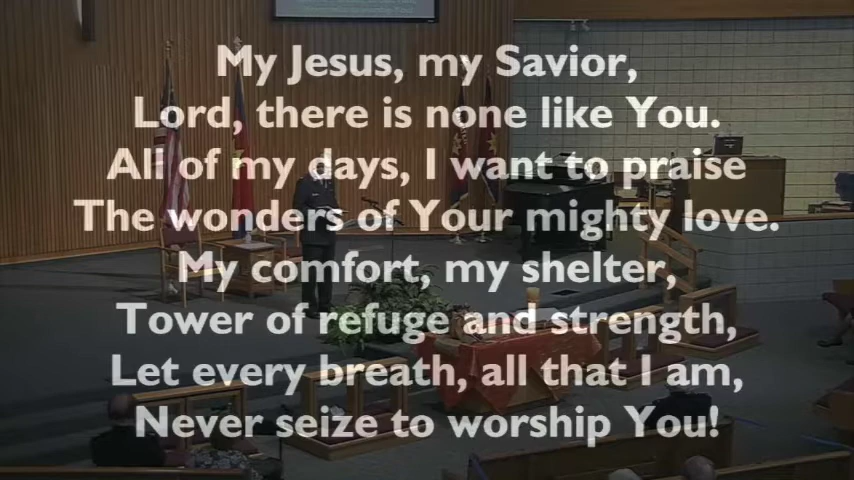 My Jesus, my Savior,
Lord, there is none like You.
All of my days, I want to praise
The wonders of Your mighty love.
My comfort, my shelter,
Tower of refuge and strength,
Let every breath, all that I am,
Never seize to worship You!